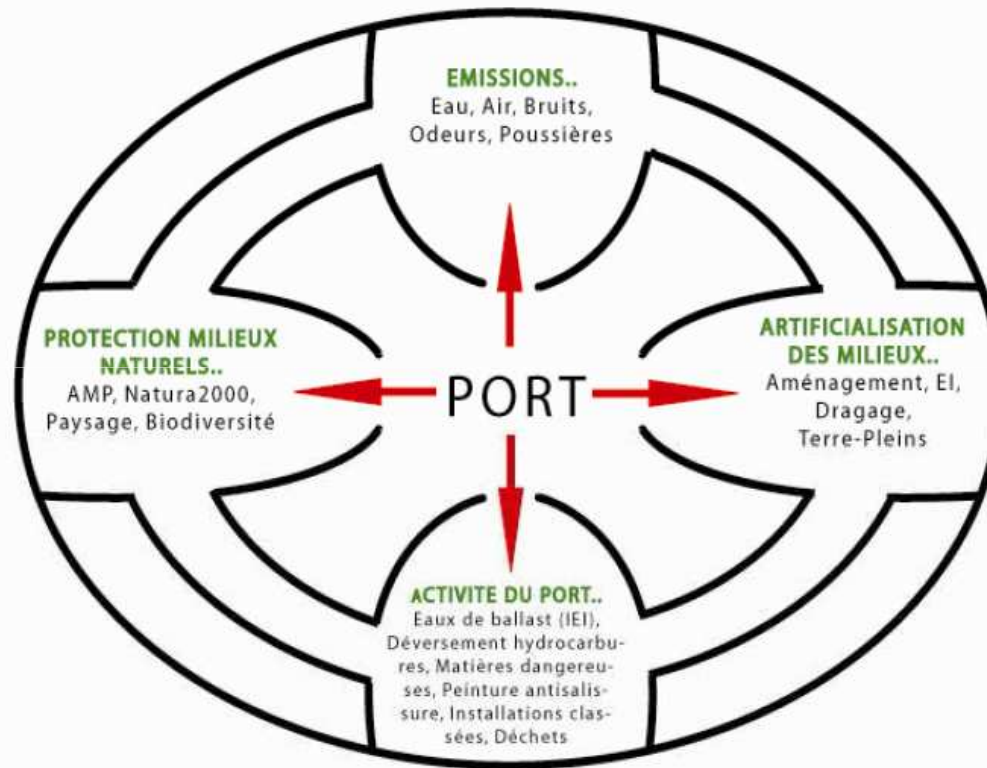 EMISSIONS..
Eau, Air, Bruits,
Odeurs, Poussières
PROTECTION MILIEUX
NATURELS..
AMP, Natura2000,
Paysage, Biodiversité
PORT
ARTIFICIALISATION
DES MILIEUX..
Aménagement, EI,
Dragage,
Terre-Pleins
ACTIVITE DU PORT..
Eaux de ballast (IEI),
Déversement hydrocarbu-
res, Matières dangereu-
ses, Peinture antisalis-
sure, Installations clas-
sées, Déchets